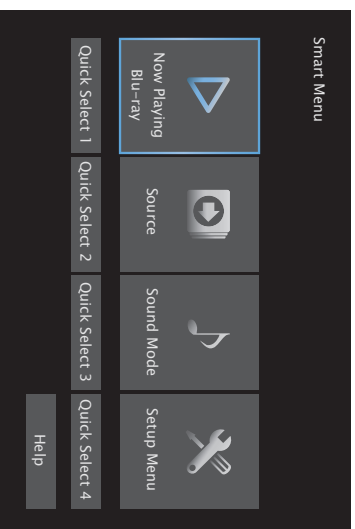 Smart Menu
Now Playing
Blu-ray
Source
Sound Mode
Setup Menu
Quick Select 1
Quick Select 2
Quick Select 3
Quick Select 4
Help